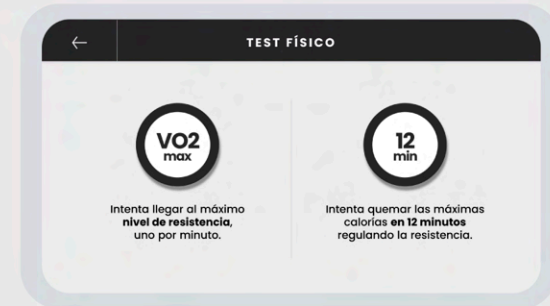 TEST FÍSICO
VO2
max
Intenta llegar al máximo
nivel de resistencia,
uno por minuto.
12
min
Intenta quemar las máximas
calorías en 12 minutos
regulando la resistencia.